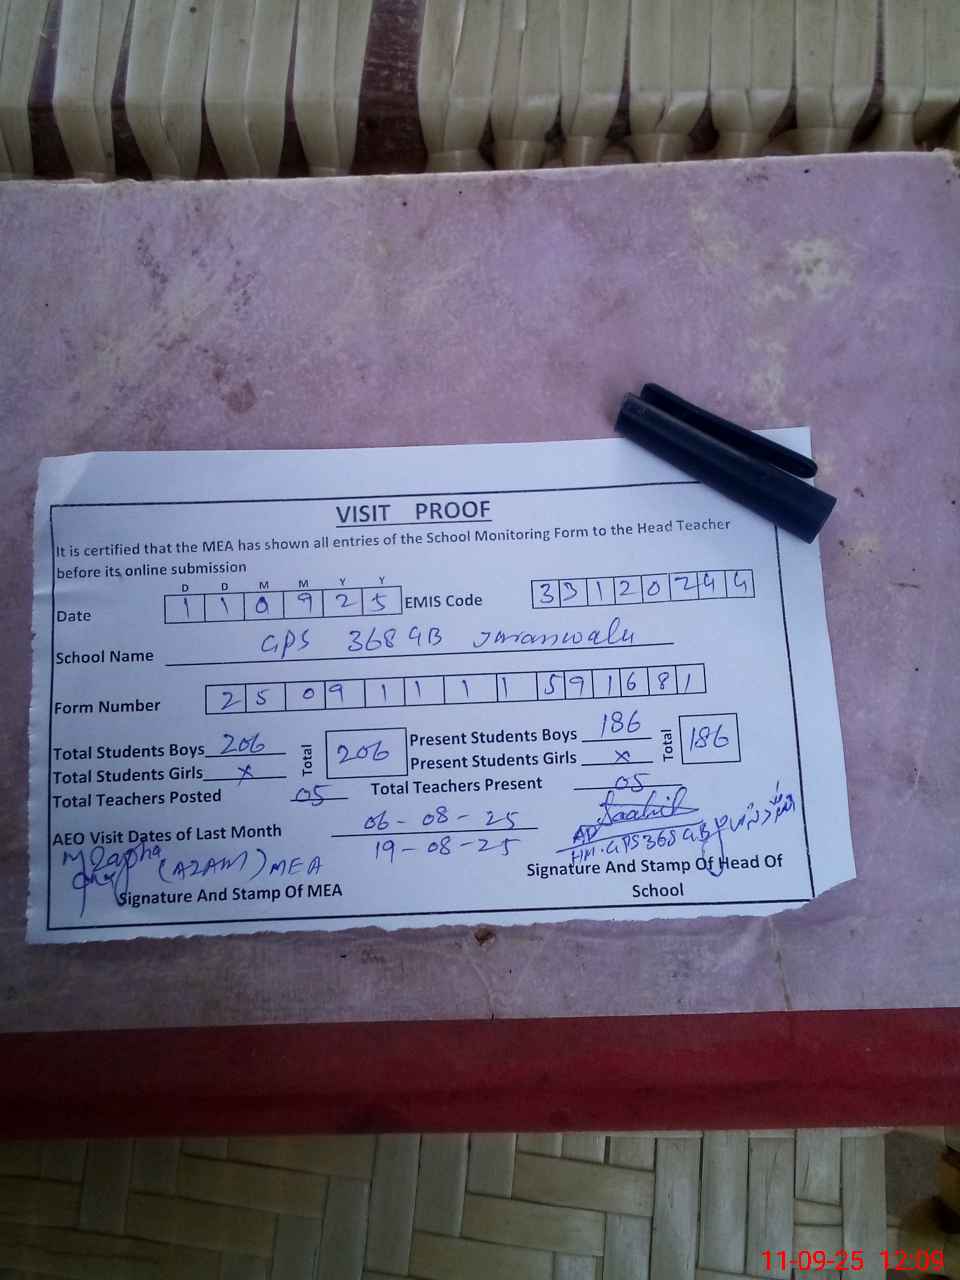 VISIT PROOF
It is certified that the MEA has shown all entries of the School Monitoring Form to the Head Teacher
before its online submission
D D M M Y Y
Date 1 1 0 9 2 5 EMIS Code 3 3 1 2 0 2 4 4
School Name GPS 368 GB Jaranwala
Form Number 2 5 0 9 1 1 1 1 5 9 1 6 8 1
Total Students Boys 206 Total 206 Present Students Boys 186 Total 186
Total Students Girls x Present Students Girls x
Total Teachers Posted 05 Total Teachers Present 05
AEO Visit Dates of Last Month 06-08-25
19-08-25
(AZAM) MEA
HM. GPS 368 GB
Signature And Stamp Of MEA
Signature And Stamp Of Head Of
School
11-09-25 12:09